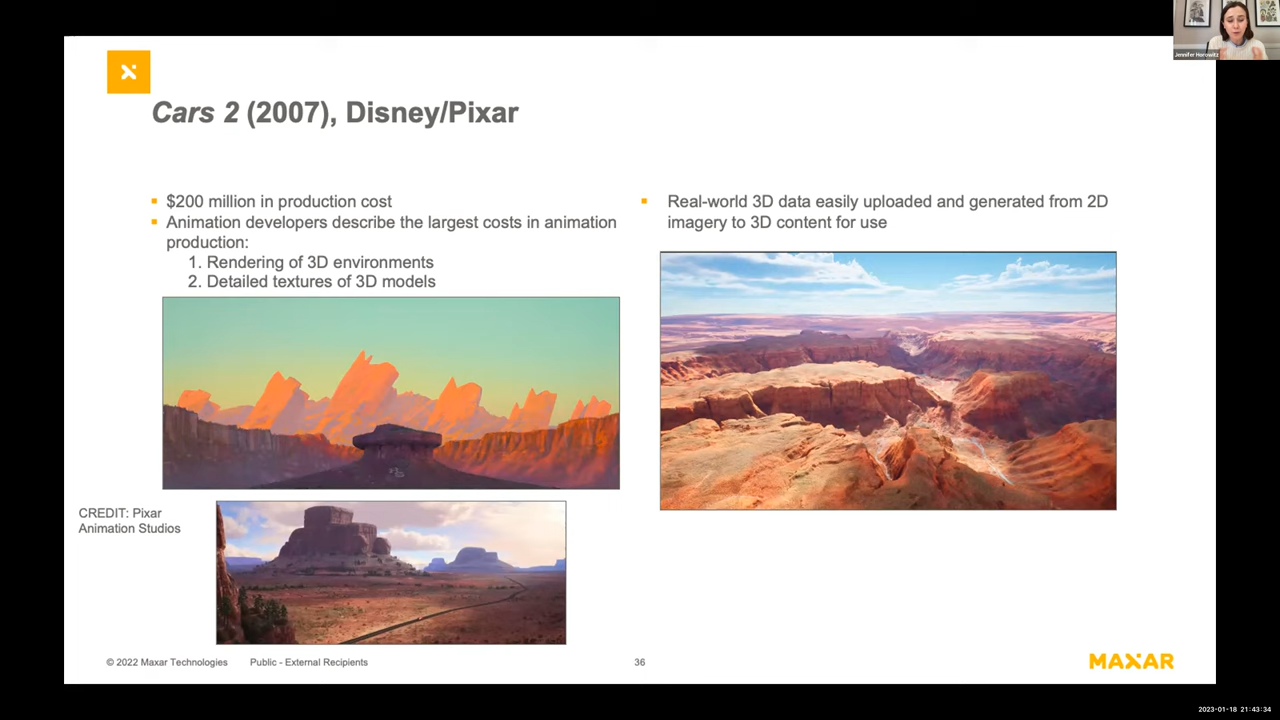 Jennifer Horowitz
Cars 2 (2007), Disney/Pixar
$200 million in production cost
Animation developers describe the largest costs in animation
production:
1. Rendering of 3D environments
2. Detailed textures of 3D models
Real-world 3D data easily uploaded and generated from 2D
imagery to 3D content for use
CREDIT: Pixar
Animation Studios
© 2022 Maxar Technologies Public - External Recipients 36 MAXAR
2023-01-18 21:43:34